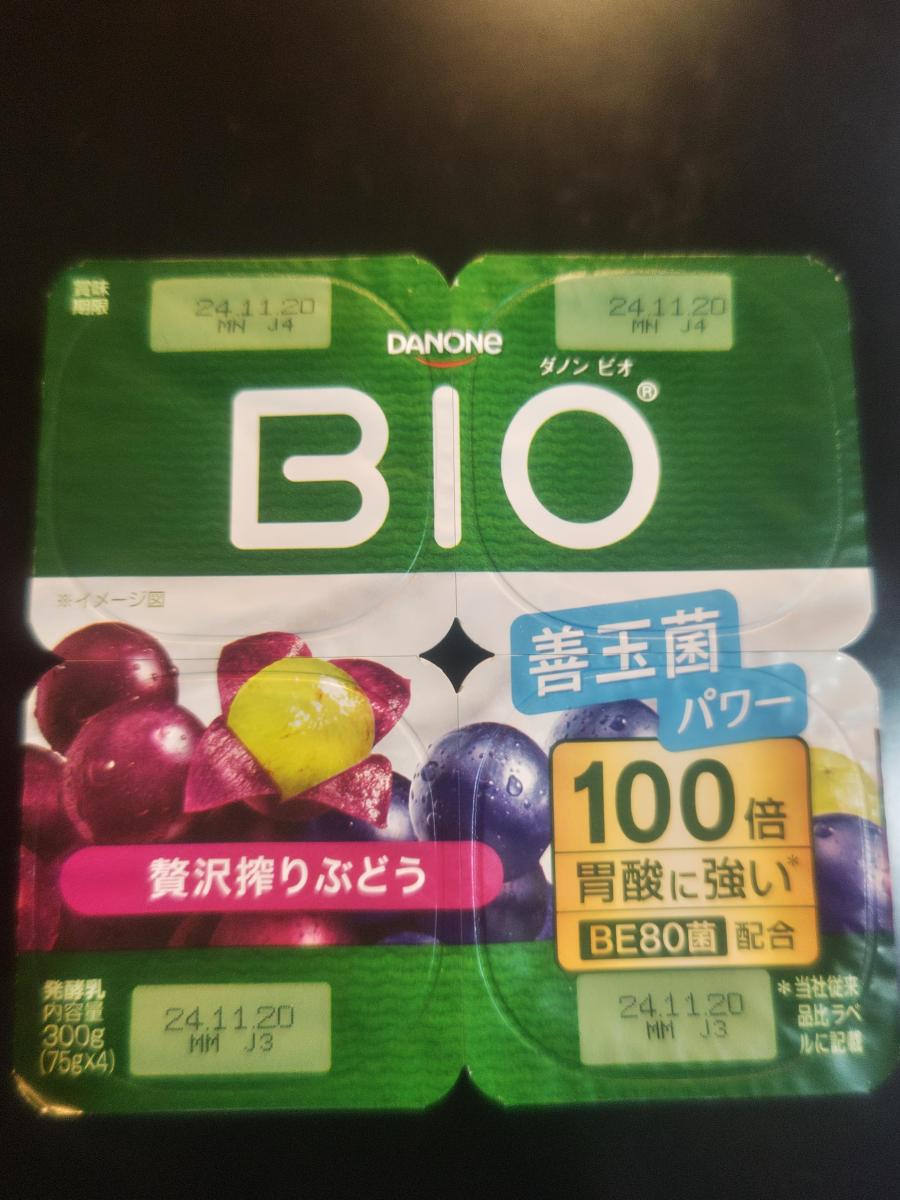 賞味
期限
24.11.20
MN J4
24.11.20
MN J4
DANONE
ダノン ビオ
BIO®
※イメージ図
善玉菌
パワー
100倍
胃酸に強い*
BE80菌 配合
贅沢搾りぶどう
発酵乳
内容量
300g
(75g×4)
24.11.20
MM J3
24.11.20
MM J3
*当社従来
品比 ラベ
ルに記載